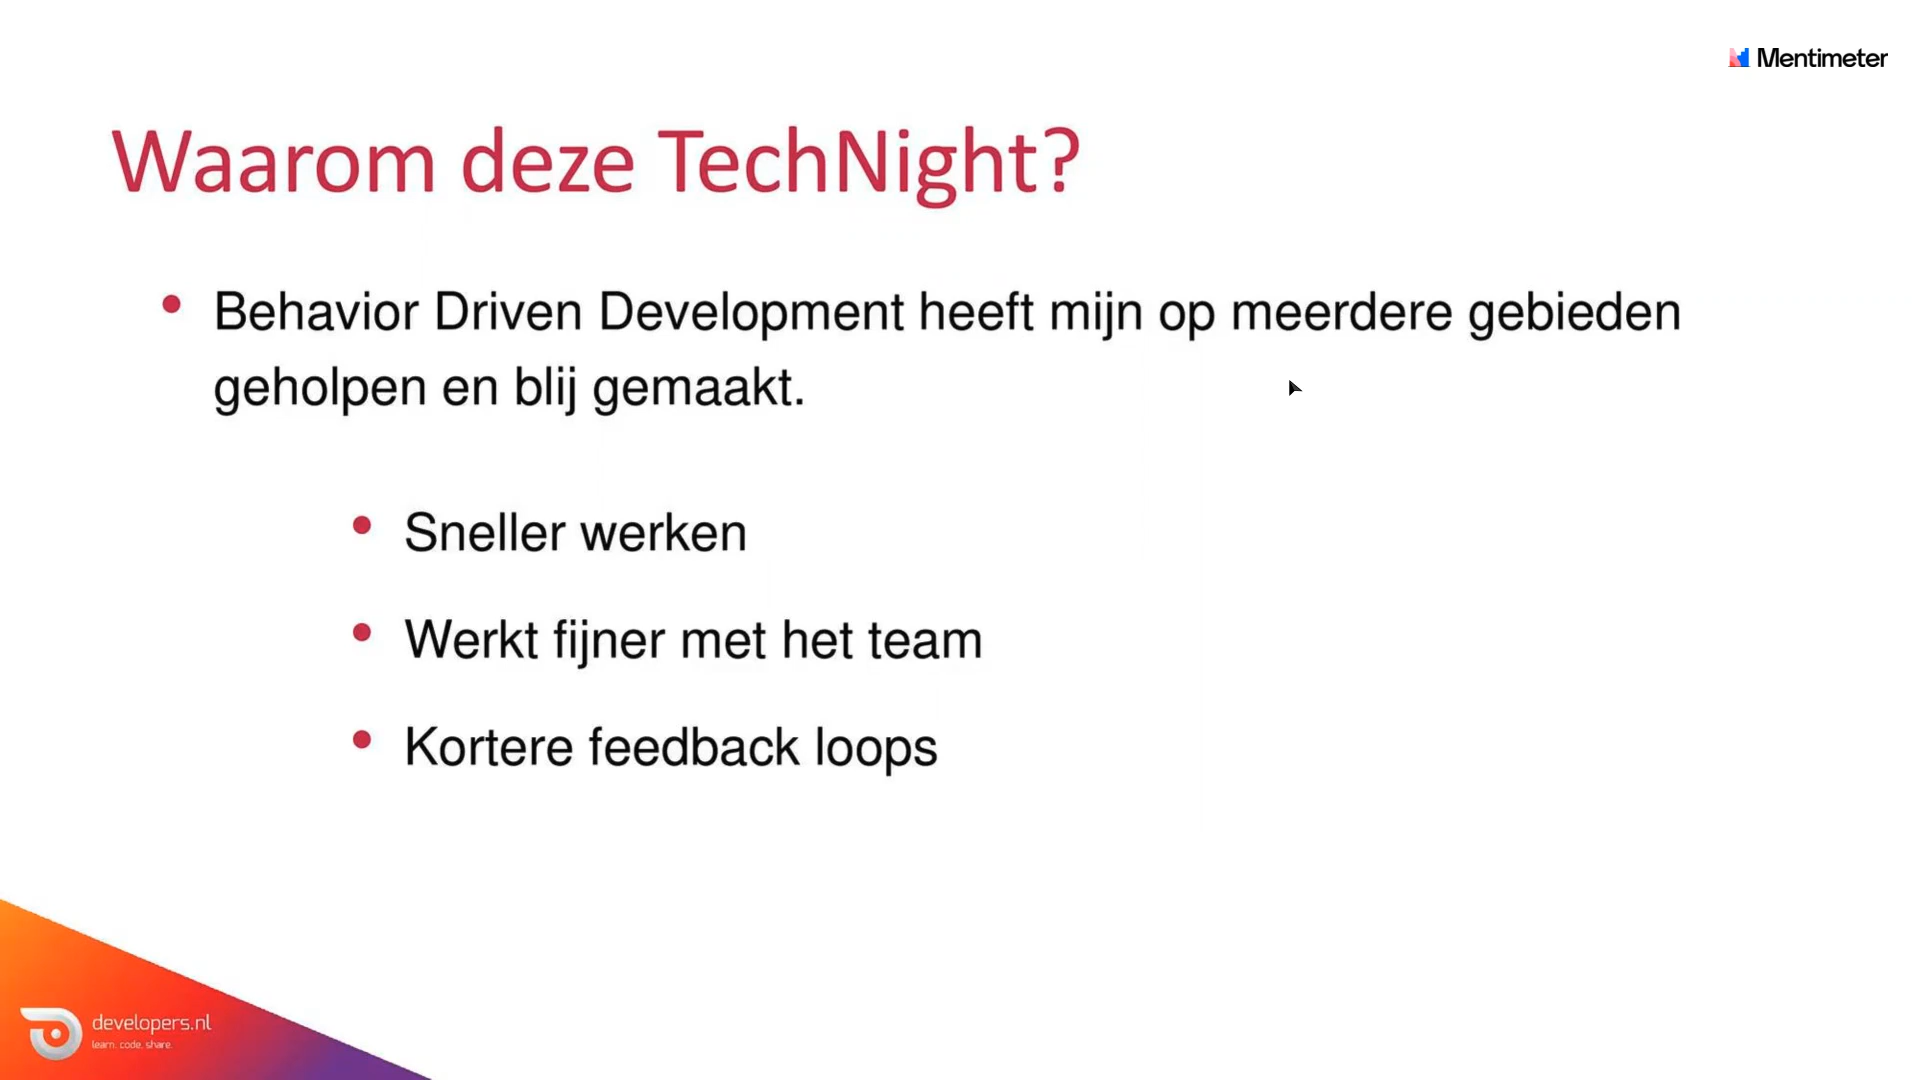 Mentimeter
Waarom deze TechNight?
Behavior Driven Development heeft mijn op meerdere gebieden
geholpen en blij gemaakt.
Sneller werken
Werkt fijner met het team
Kortere feedback loops
developers.nl
learn. code. share.